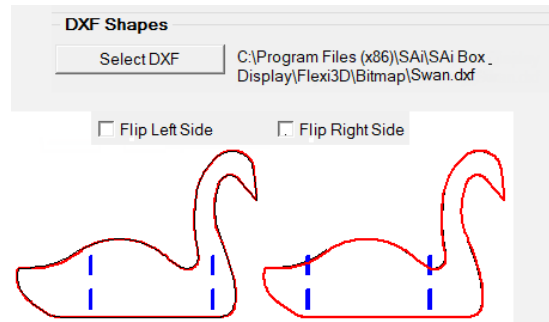 DXF Shapes
Select DXF
C:\Program Files (x86)\SAi\SAi Box_
Display\Flexi3D\Bitmap\Swan.dxf
Flip Left Side
Flip Right Side